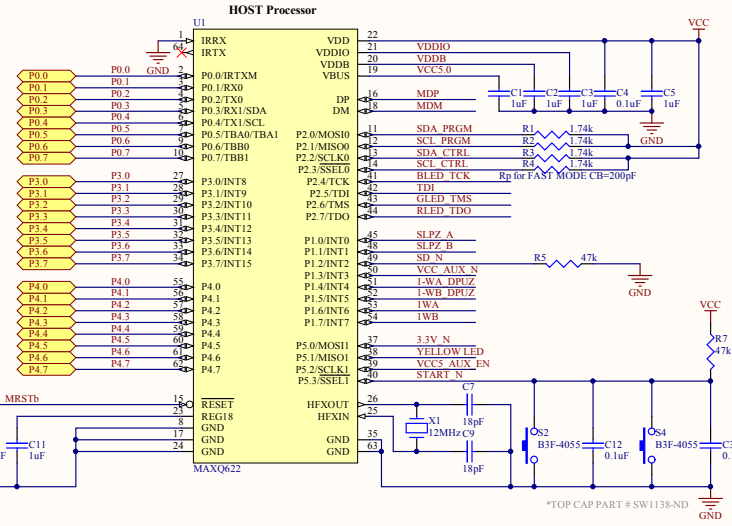 HOST Processor
U1
VCC
1 IRRX VDD 22
64 IRTX VDDIO 21 VDDIO
VDDB 20 VDDB
GND VBUS 19 VCC5.0
P0.0 P0.0 2 P0.0/IRTXM
P0.1 P0.1 3 P0.1/RX0 C1 C2 C3 C4 C5
P0.2 P0.2 4 P0.2/TX0 DP 16 MDP 1uF 1uF 1uF 0.1uF 1uF
P0.3 P0.3 5 P0.3/RX1/SDA DM 18 MDM
P0.4 P0.4 6 P0.4/TX1/SCL
P0.5 P0.5 7 P0.5/TBA0/TBA1 P2.0/MOSI0 11 SDA_PRGM R1 1.74k
P0.6 P0.6 9 P0.6/TBB0 P2.1/MISO0 12 SCL_PRGM R2 1.74k GND
P0.7 P0.7 10 P0.7/TBB1 P2.2/SCLK0 13 SDA_CTRL R3 1.74k
P2.3/SSEL0 14 SCL_CTRL R4 1.74k
P3.0 P3.0 27 P3.0/INT8 P2.4/TCK 41 BLED_TCK Rp for FAST MODE CB=200pF
P3.1 P3.1 28 P3.1/INT9 P2.5/TDI 42 TDI
P3.2 P3.2 29 P3.2/INT10 P2.6/TMS 43 GLED_TMS
P3.3 P3.3 30 P3.3/INT11 P2.7/TDO 44 RLED_TDO
P3.4 P3.4 31 P3.4/INT12
P3.5 P3.5 32 P3.5/INT13 P1.0/INT0 45 SLPZ_A
P3.6 P3.6 33 P3.6/INT14 P1.1/INT1 48 SLPZ_B
P3.7 P3.7 34 P3.7/INT15 P1.2/INT2 49 SD_N R5 47k
P1.3/INT3 50 VCC_AUX_N
P4.0 P4.0 55 P4.0 P1.4/INT4 51 1-WA_DPUZ GND
P4.1 P4.1 56 P4.1 P1.5/INT5 52 1-WB_DPUZ
P4.2 P4.2 57 P4.2 P1.6/INT6 53 1WA VCC
P4.3 P4.3 58 P4.3 P1.7/INT7 54 1WB
P4.4 P4.4 59 P4.4
P4.5 P4.5 60 P4.5 P5.0/MOSI1 37 3.3V_N R7
P4.6 P4.6 61 P4.6 P5.1/MISO1 38 YELLOW LED 47k
P4.7 P4.7 62 P4.7 P5.2/SCLK1 39 VCC5_AUX_EN
P5.3/SSEL1 40 START_N
C7
MRSTb 15 RESET HFXOUT 26
23 REG18 HFXIN 25 X1 18pF
8 GND 12MHz C9 S2 S4
C11 17 GND GND 35 B3F-4055 C12 B3F-4055
1uF 24 GND GND 63 18pF 0.1uF
MAXQ622
*TOP CAP PART # SW1138-ND
GND